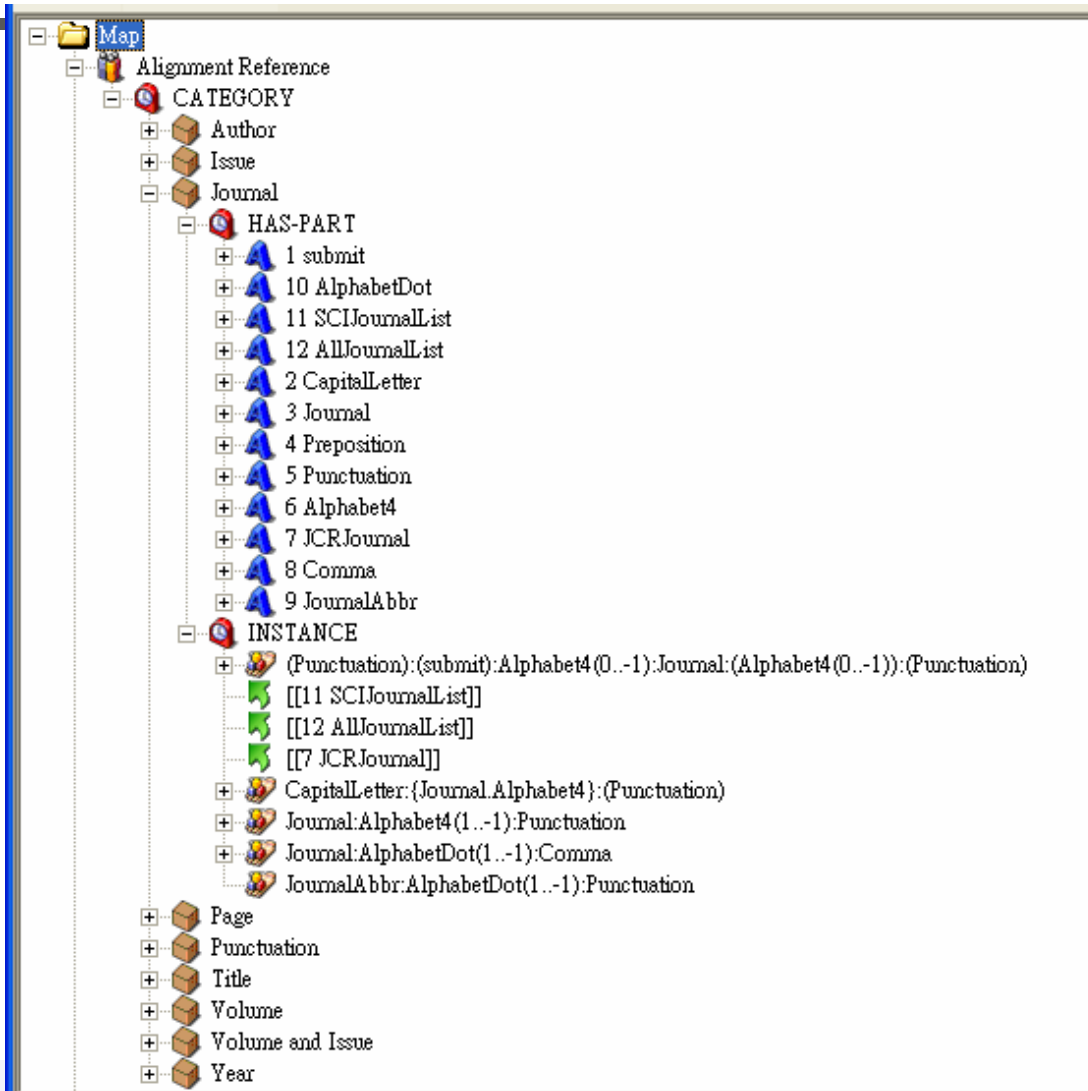 Map
Alignment Reference
CATEGORY
Author
Issue
Journal
HAS-PART
1 submit
10 AlphabetDot
11 SCIJournalList
12 AllJournalList
2 CapitalLetter
3 Journal
4 Preposition
5 Punctuation
6 Alphabet4
7 JCRJournal
8 Comma
9 JournalAbbr
INSTANCE
(Punctuation):(submit):Alphabet4(0..-1):Journal:(Alphabet4(0..-1)):(Punctuation)
[[11 SCIJournalList]]
[[12 AllJournalList]]
[[7 JCRJournal]]
CapitalLetter:{Journal.Alphabet4}:(Punctuation)
Journal:Alphabet4(1..-1):Punctuation
Journal:AlphabetDot(1..-1):Comma
JournalAbbr:AlphabetDot(1..-1):Punctuation
Page
Punctuation
Title
Volume
Volume and Issue
Year